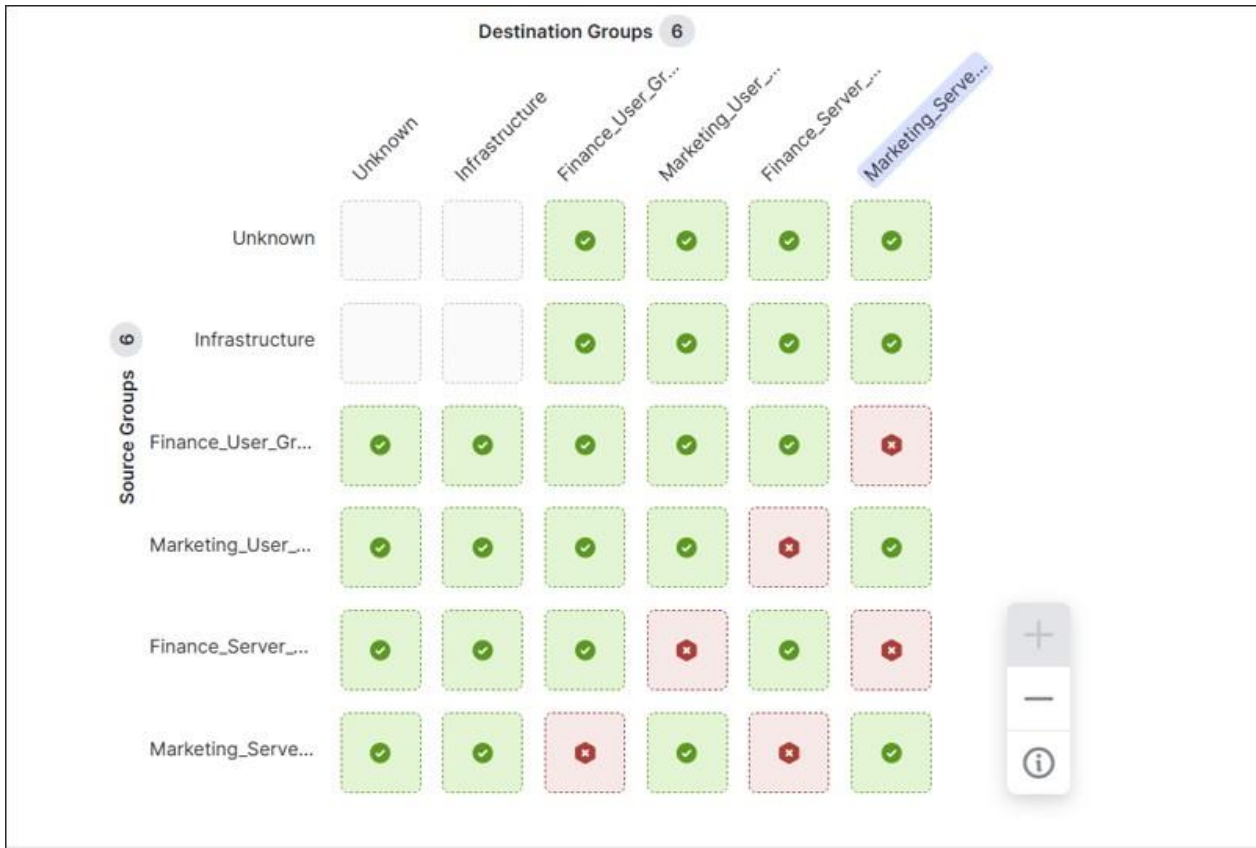 Destination Groups 6
Unknown
Infrastructure
Finance_User_Gr...
Marketing_User_...
Finance_Server_...
Marketing_Serve...
Source Groups 6
Unknown
Infrastructure
Finance_User_Gr...
Marketing_User_...
Finance_Server_...
Marketing_Serve...